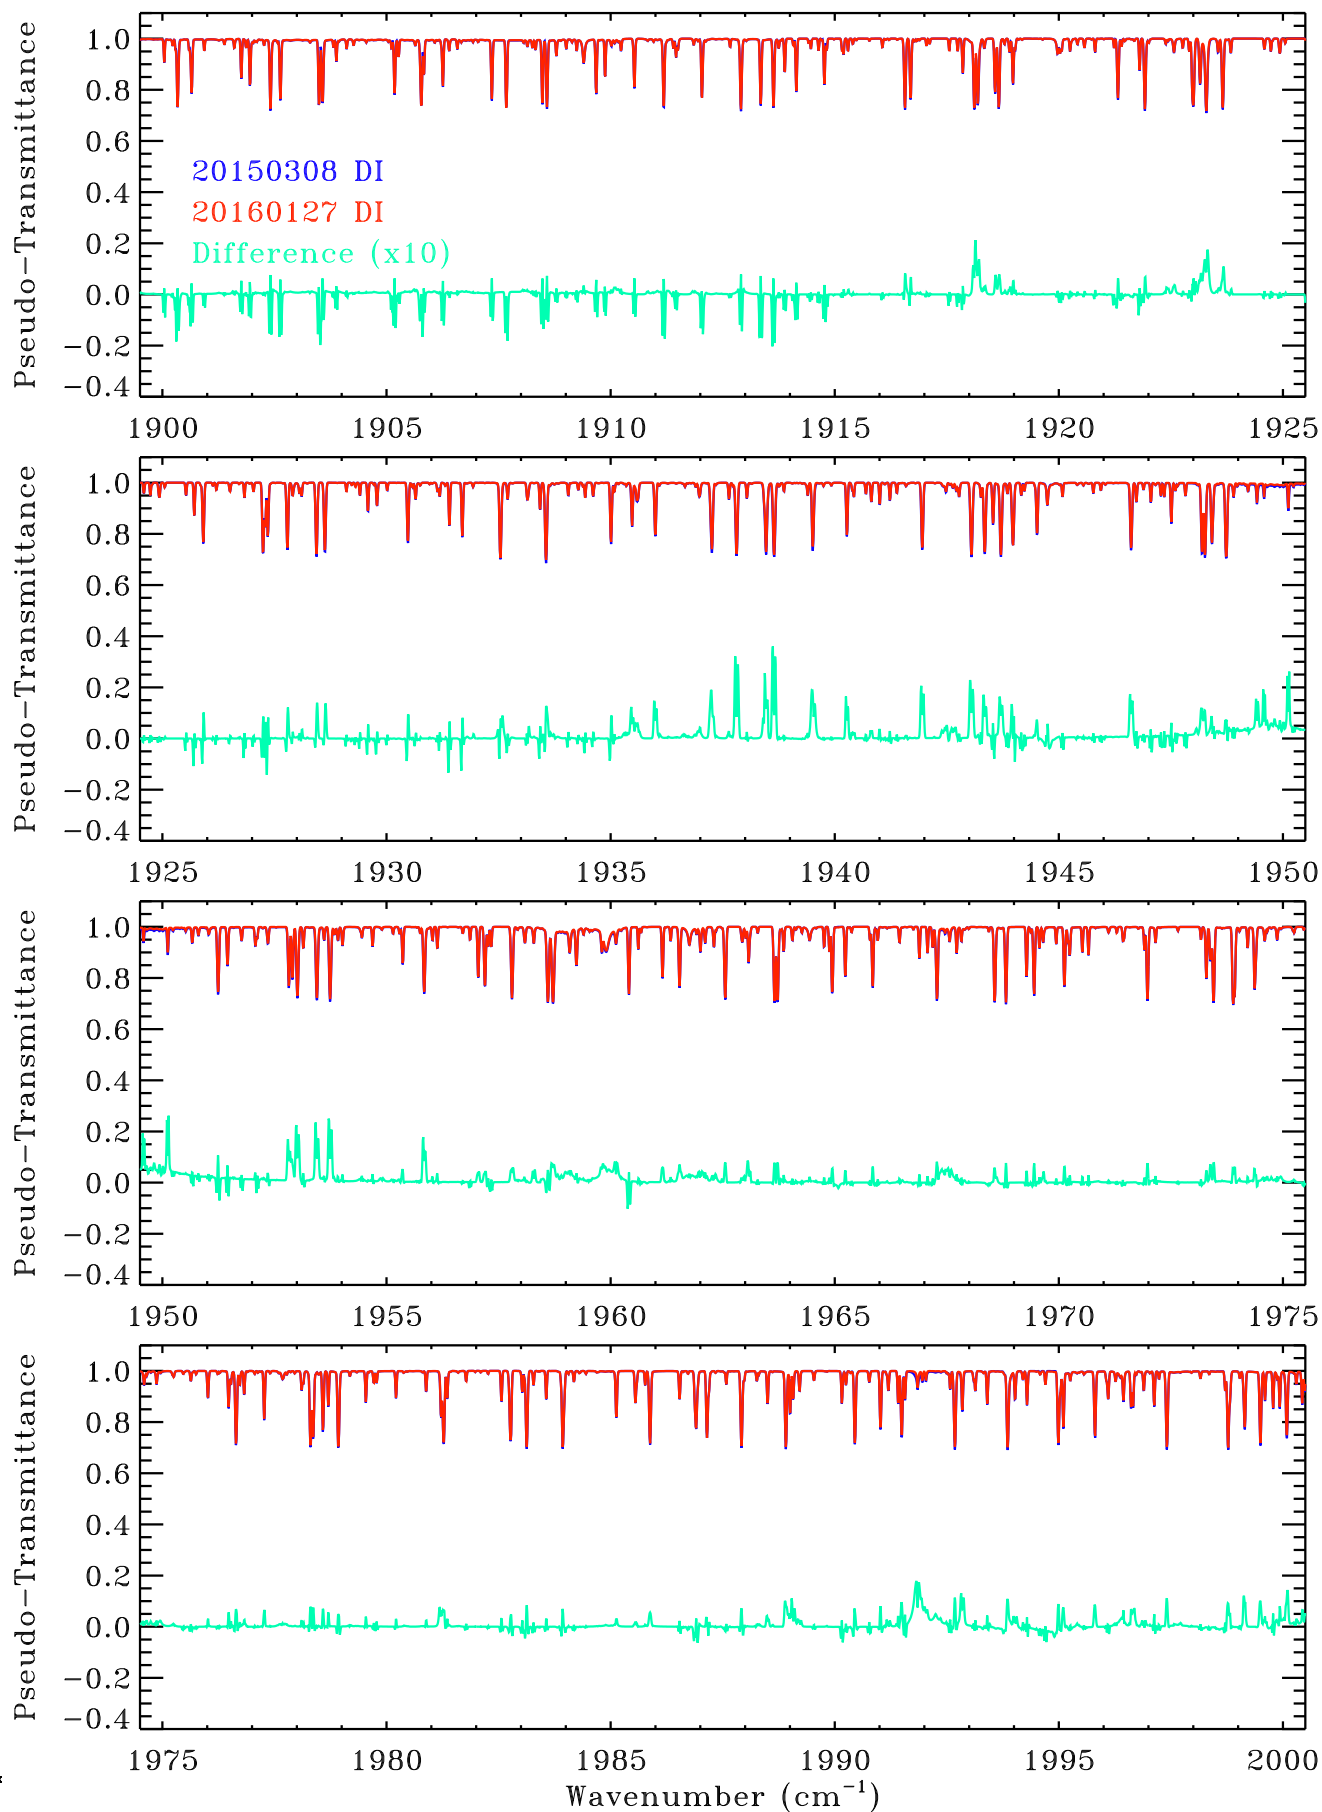 Pseudo-Transmittance
1.0
0.8
0.6
0.4
0.2
0.0
-0.2
-0.4
20150308 DI
20160127 DI
Difference (x10)
1900 1905 1910 1915 1920 1925
Pseudo-Transmittance
1.0
0.8
0.6
0.4
0.2
0.0
-0.2
-0.4
1925 1930 1935 1940 1945 1950
Pseudo-Transmittance
1.0
0.8
0.6
0.4
0.2
0.0
-0.2
-0.4
1950 1955 1960 1965 1970 1975
Pseudo-Transmittance
1.0
0.8
0.6
0.4
0.2
0.0
-0.2
-0.4
1975 1980 1985 1990 1995 2000
Wavenumber (cm⁻¹)